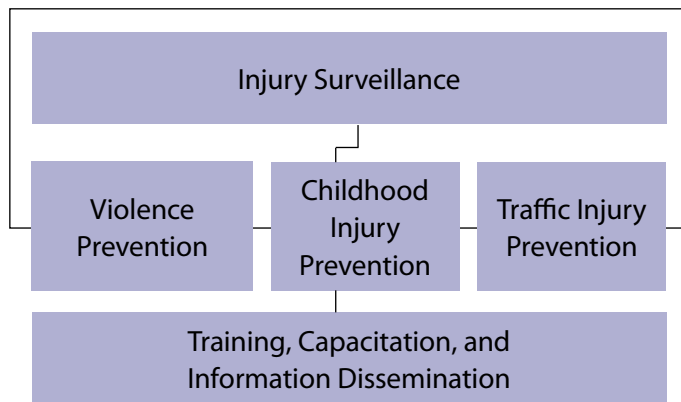 Injury Surveillance
Violence
Prevention
Childhood
Injury
Prevention
Traffic Injury
Prevention
Training, Capacitation, and
Information Dissemination